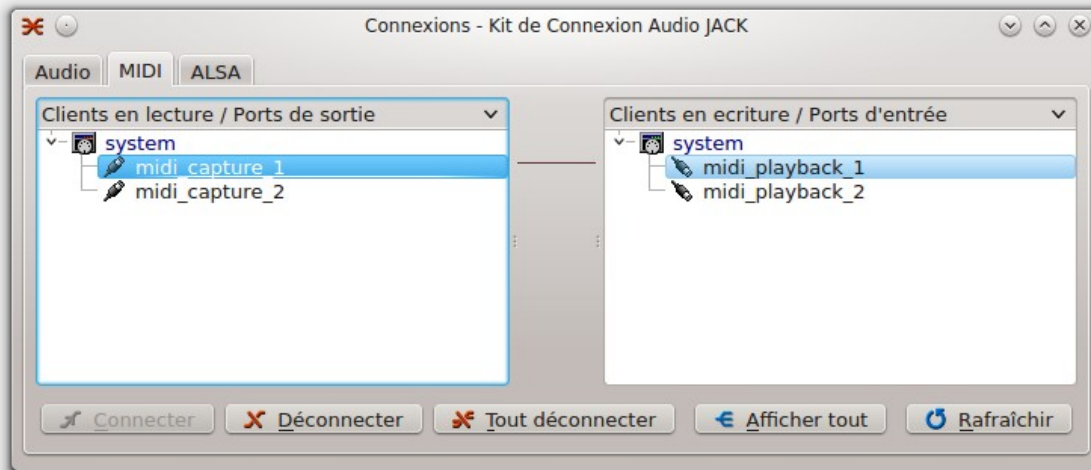 Connexions - Kit de Connexion Audio JACK
Audio MIDI ALSA
Clients en lecture / Ports de sortie
system
midi_capture_1
midi_capture_2
Clients en ecriture / Ports d'entrée
system
midi_playback_1
midi_playback_2
Connecter Déconnecter Tout déconnecter Afficher tout Rafraîchir